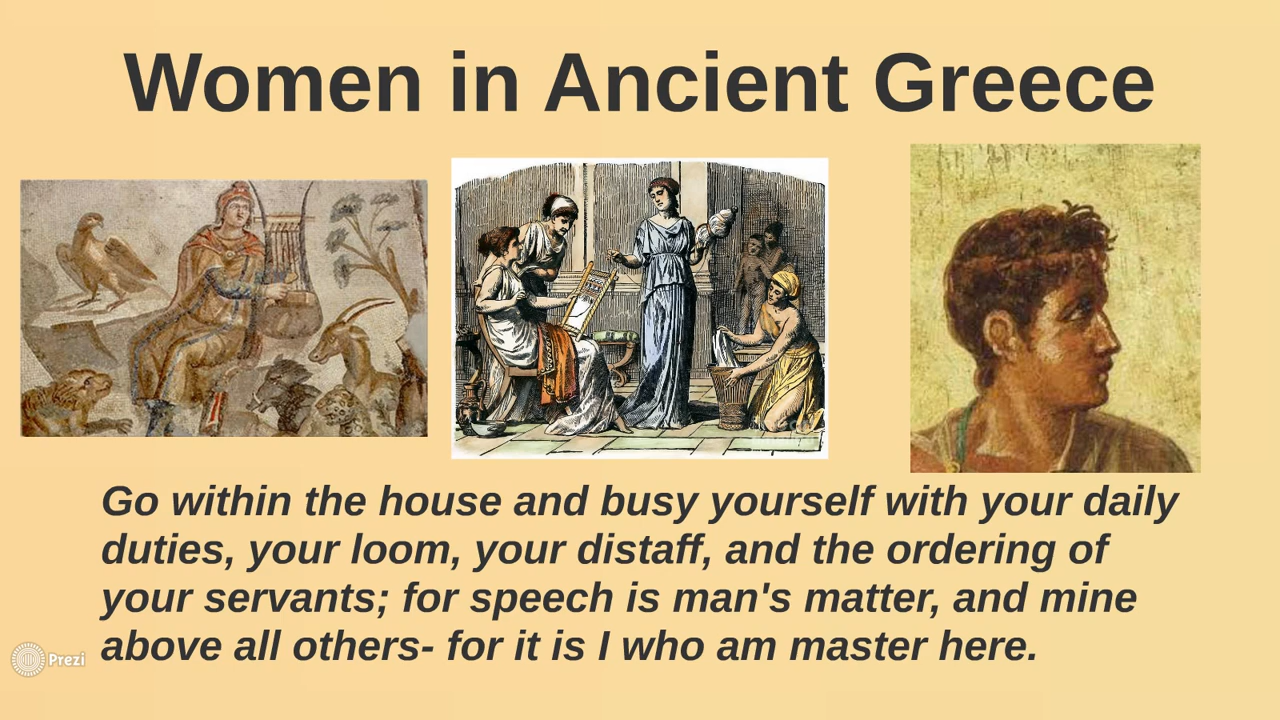 Women in Ancient Greece
Go within the house and busy yourself with your daily
duties, your loom, your distaff, and the ordering of
your servants; for speech is man's matter, and mine
above all others- for it is I who am master here.
Prezi